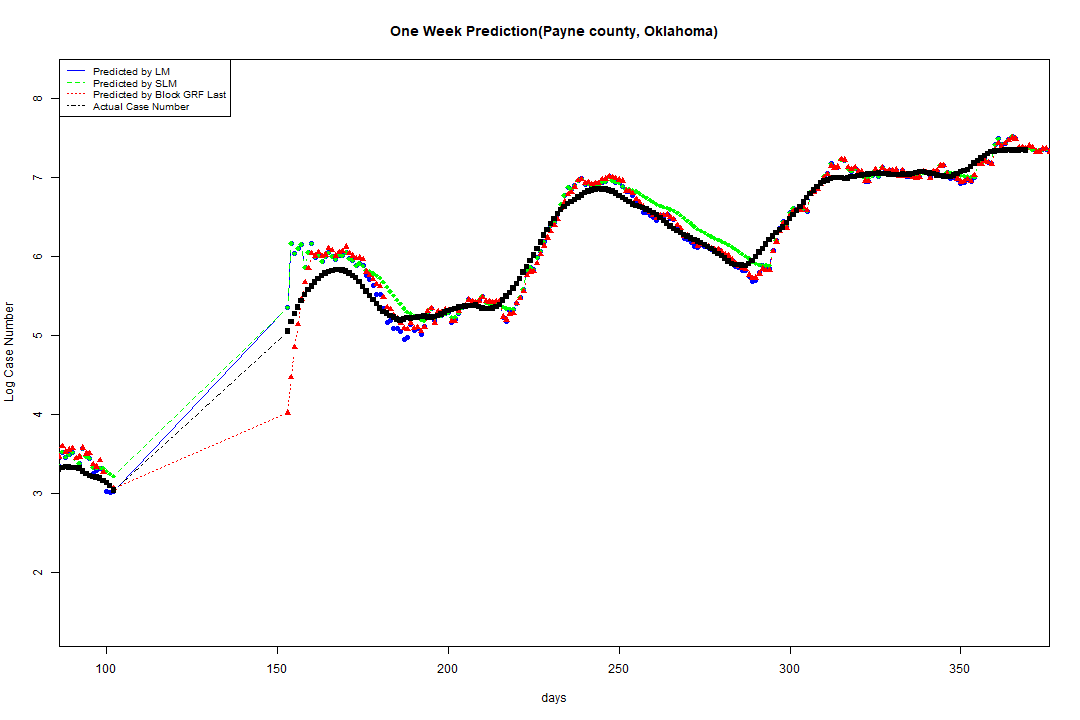 One Week Prediction(Payne county, Oklahoma)
Predicted by LM
Predicted by SLM
Predicted by Block GRF Last
Actual Case Number
8
7
6
5
4
3
2
Log Case Number
100 150 200 250 300 350
days